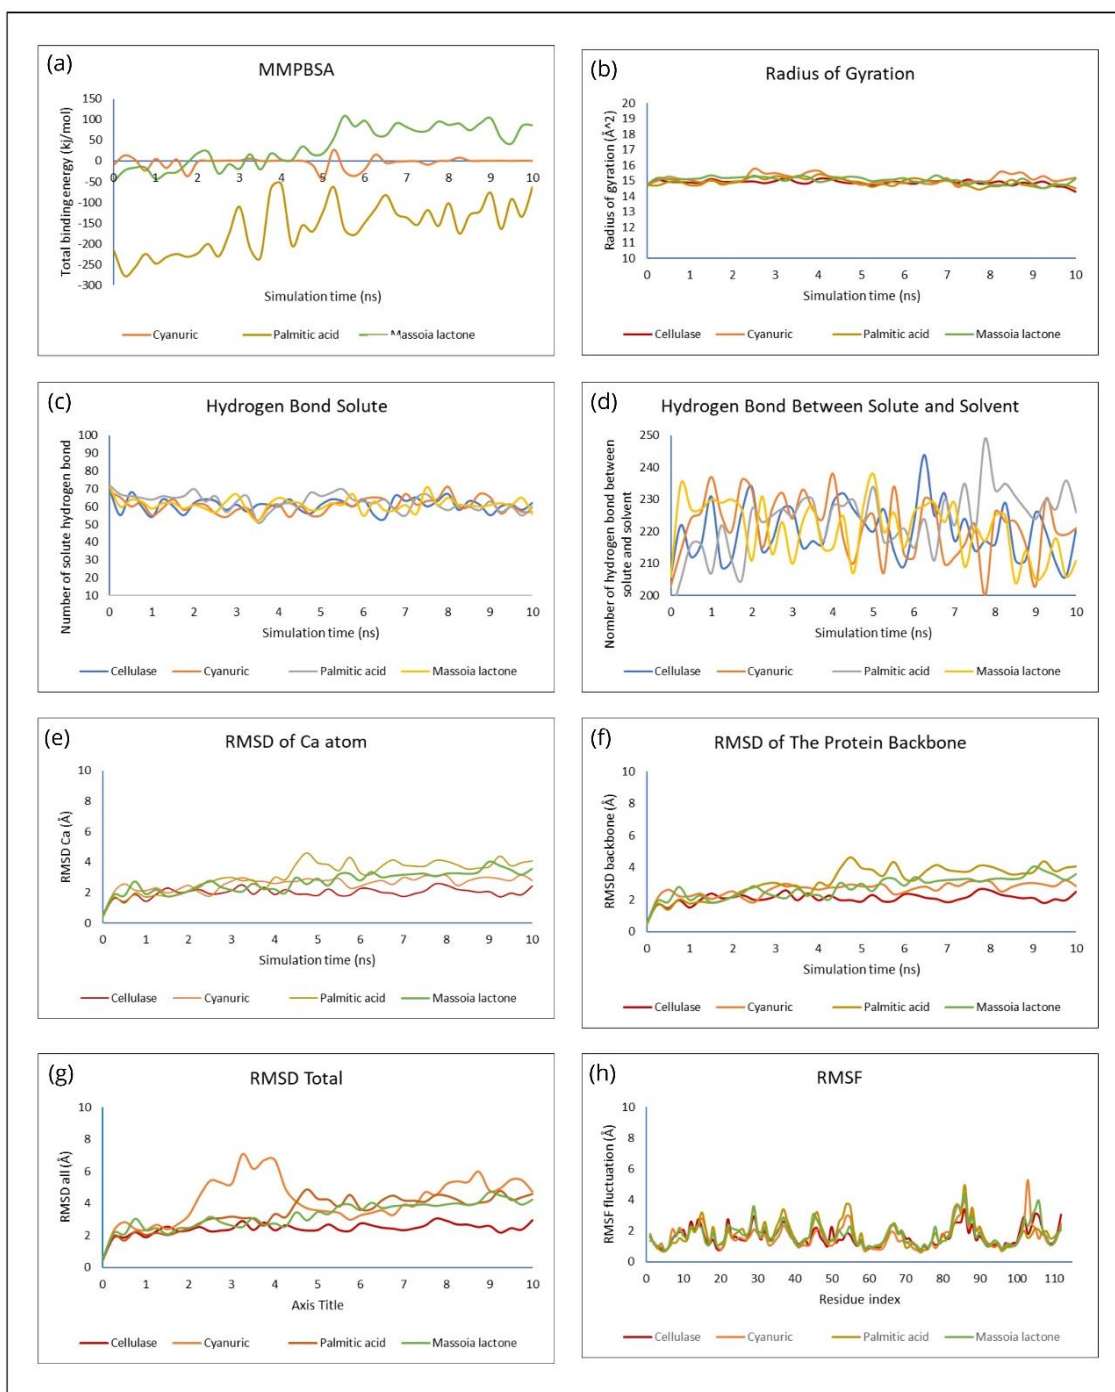 (a)
MMPBSA
Total binding energy (kj/mol)
150
100
50
0
-50
-100
-150
-200
-250
-300
0 1 2 3 4 5 6 7 8 9 10
Simulation time (ns)
Cyanuric Palmitic acid Massoia lactone
(b)
Radius of Gyration
Radius of gyration (Å^2)
20
19
18
17
16
15
14
13
12
11
10
0 1 2 3 4 5 6 7 8 9 10
Simulation time (ns)
Cellulase Cyanuric Palmitic acid Massoia lactone
(c)
Hydrogen Bond Solute
Number of solute hydrogen bond
100
90
80
70
60
50
40
30
20
10
0 1 2 3 4 5 6 7 8 9 10
Simulation time (ns)
Cellulase Cyanuric Palmitic acid Massoia lactone
(d)
Hydrogen Bond Between Solute and Solvent
Nomber of hydrogen bond between
solute and solvent
250
240
230
220
210
200
0 1 2 3 4 5 6 7 8 9 10
Simulation time (ns)
Cellulase Cyanuric Palmitic acid Massoia lactone
(e)
RMSD of Ca atom
RMSD Ca (Å)
10
8
6
4
2
0
0 1 2 3 4 5 6 7 8 9 10
Simulation time (ns)
Cellulase Cyanuric Palmitic acid Massoia lactone
(f)
RMSD of The Protein Backbone
RMSD backbone (Å)
10
8
6
4
2
0
0 1 2 3 4 5 6 7 8 9 10
Simulation time (ns)
Cellulase Cyanuric Palmitic acid Massoia lactone
(g)
RMSD Total
RMSD all (Å)
10
8
6
4
2
0
0 1 2 3 4 5 6 7 8 9 10
Axis Title
Cellulase Cyanuric Palmitic acid Massoia lactone
(h)
RMSF
RMSF fluctuation (Å)
10
8
6
4
2
0
0 10 20 30 40 50 60 70 80 90 100 110
Residue index
Cellulase Cyanuric Palmitic acid Massoia lactone